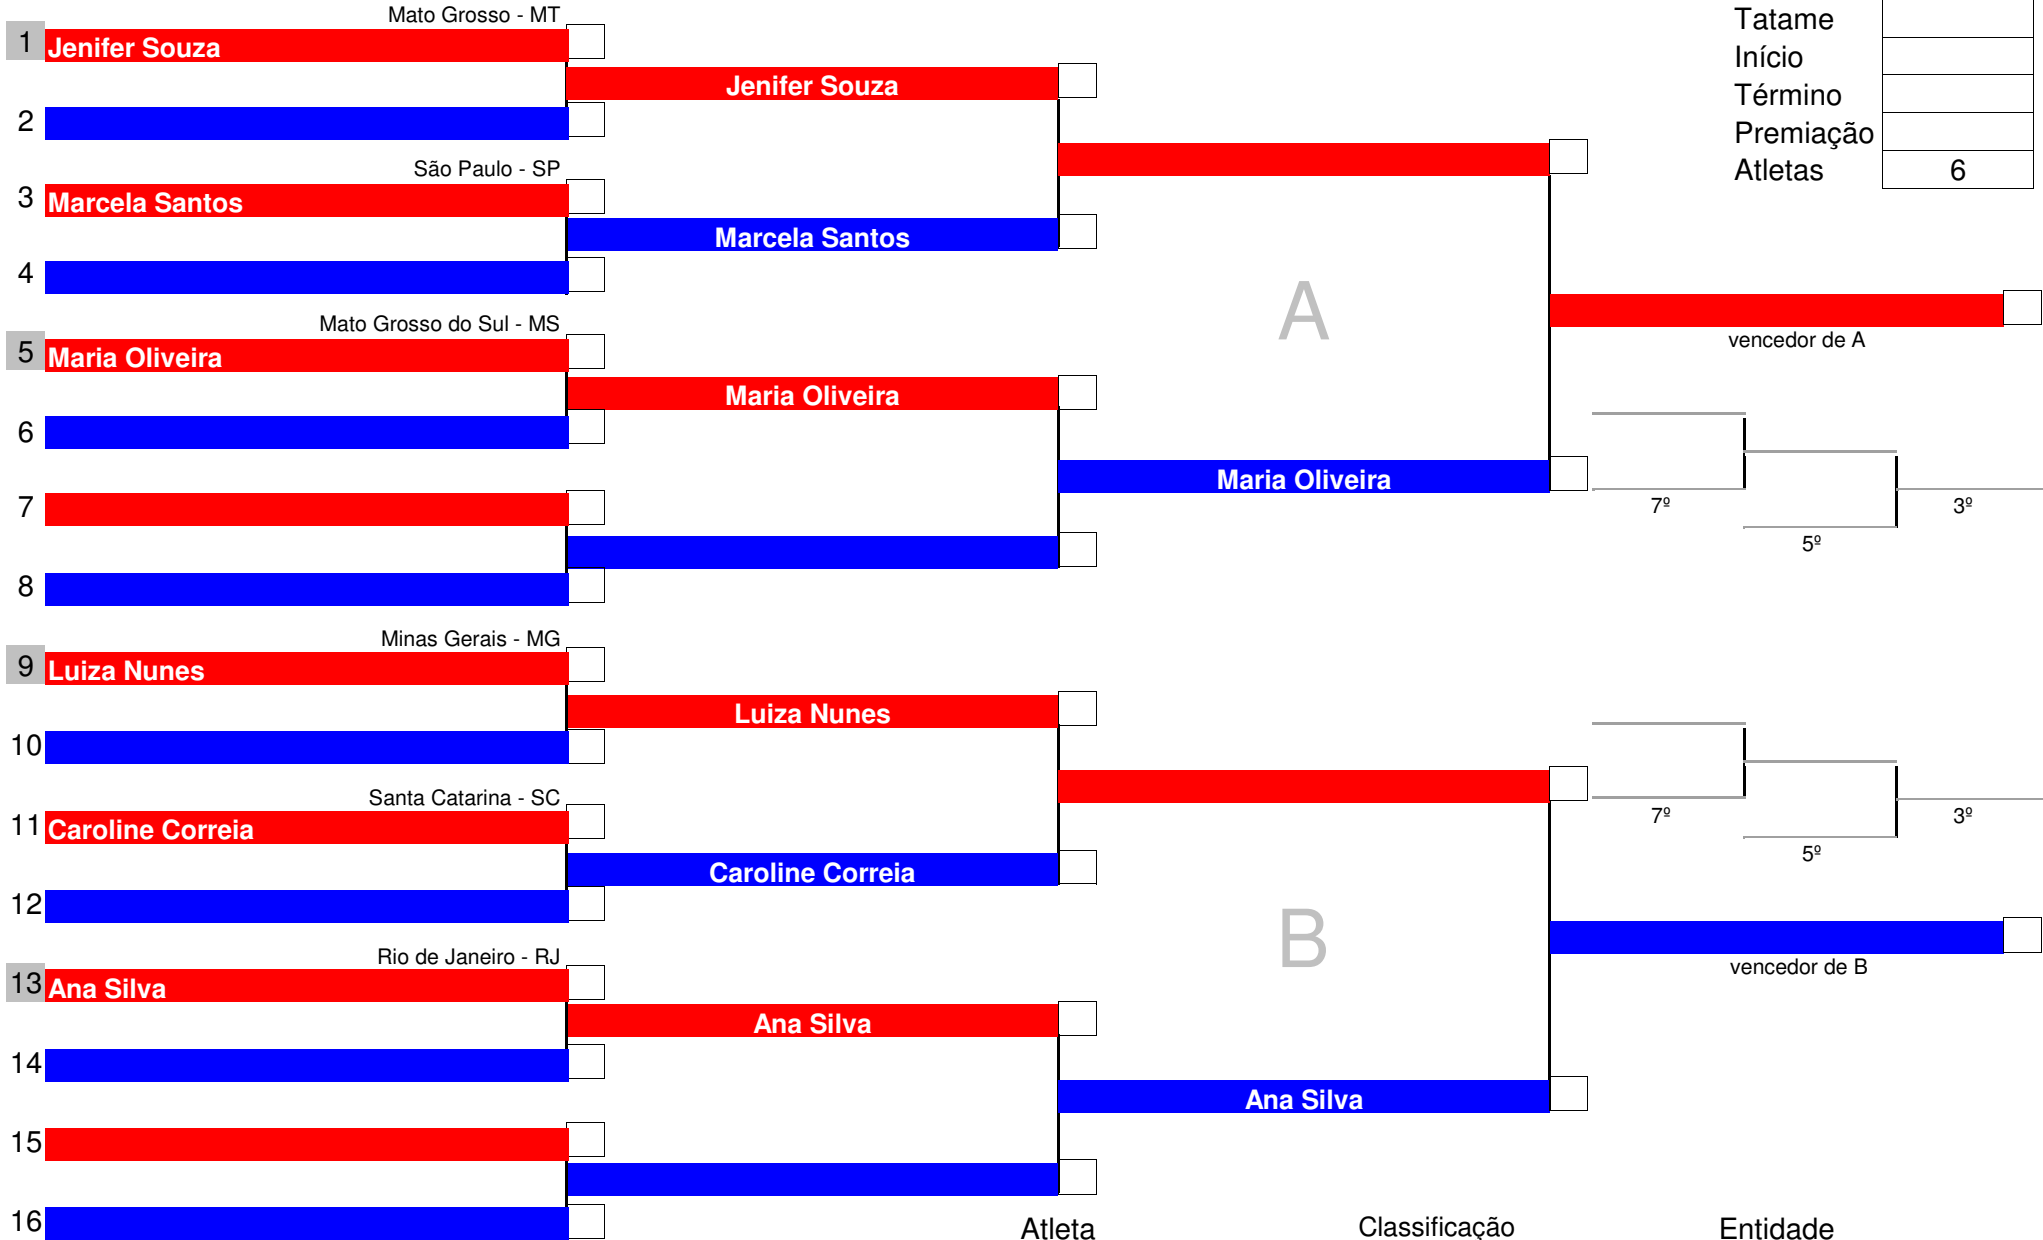 Mato Grosso - MT
Tatame
1 Jenifer Souza
Início
Jenifer Souza
Término
2
Premiação
São Paulo - SP
Atletas 6
3 Marcela Santos
Marcela Santos
4
A
Mato Grosso do Sul - MS
vencedor de A
5 Maria Oliveira
Maria Oliveira
6
Maria Oliveira
7
7º 3º
5º
8
Minas Gerais - MG
9 Luiza Nunes
Luiza Nunes
10
Santa Catarina - SC
7º 3º
11 Caroline Correia
5º
Caroline Correia
12
B
Rio de Janeiro - RJ
vencedor de B
13 Ana Silva
Ana Silva
14
Ana Silva
15
16
Atleta Classificação Entidade